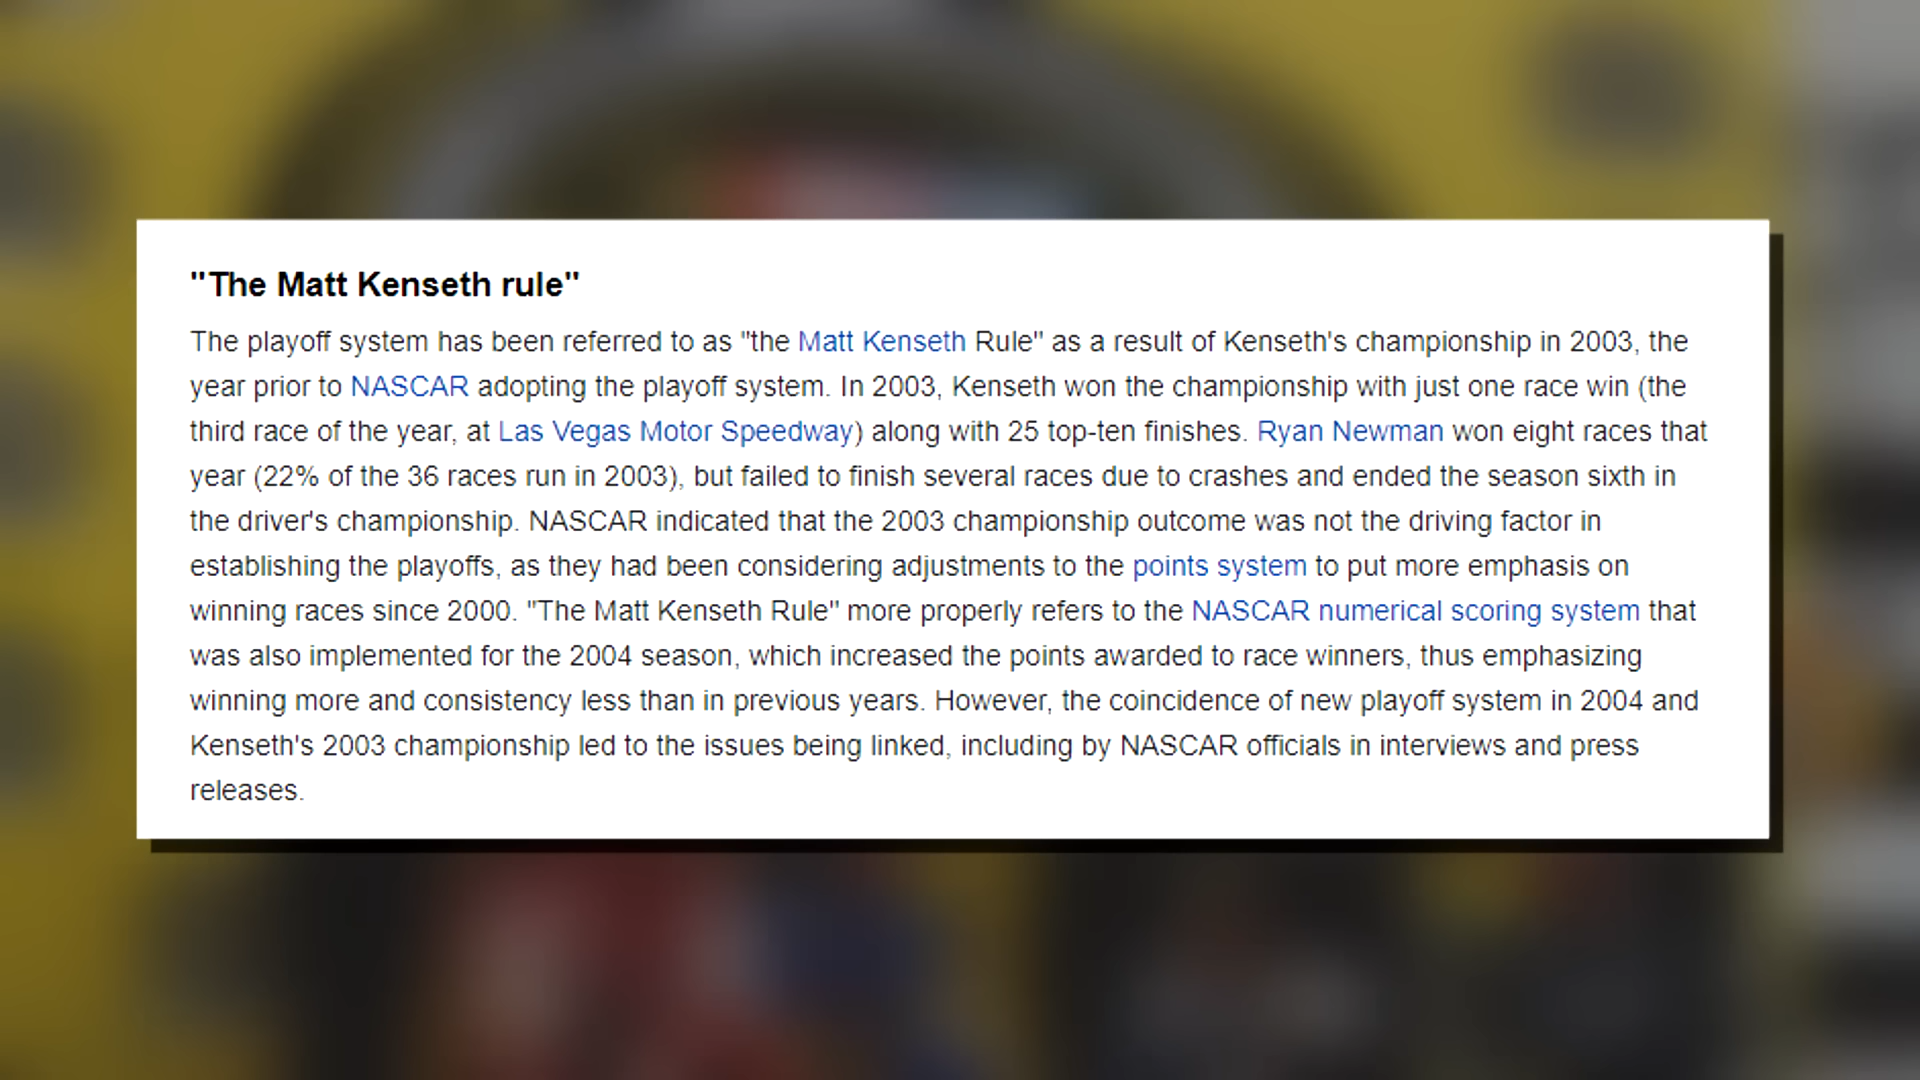 "The Matt Kenseth rule"
The playoff system has been referred to as "the Matt Kenseth Rule" as a result of Kenseth's championship in 2003, the
year prior to NASCAR adopting the playoff system. In 2003, Kenseth won the championship with just one race win (the
third race of the year, at Las Vegas Motor Speedway) along with 25 top-ten finishes. Ryan Newman won eight races that
year (22% of the 36 races run in 2003), but failed to finish several races due to crashes and ended the season sixth in
the driver's championship. NASCAR indicated that the 2003 championship outcome was not the driving factor in
establishing the playoffs, as they had been considering adjustments to the points system to put more emphasis on
winning races since 2000. "The Matt Kenseth Rule" more properly refers to the NASCAR numerical scoring system that
was also implemented for the 2004 season, which increased the points awarded to race winners, thus emphasizing
winning more and consistency less than in previous years. However, the coincidence of new playoff system in 2004 and
Kenseth's 2003 championship led to the issues being linked, including by NASCAR officials in interviews and press
releases.